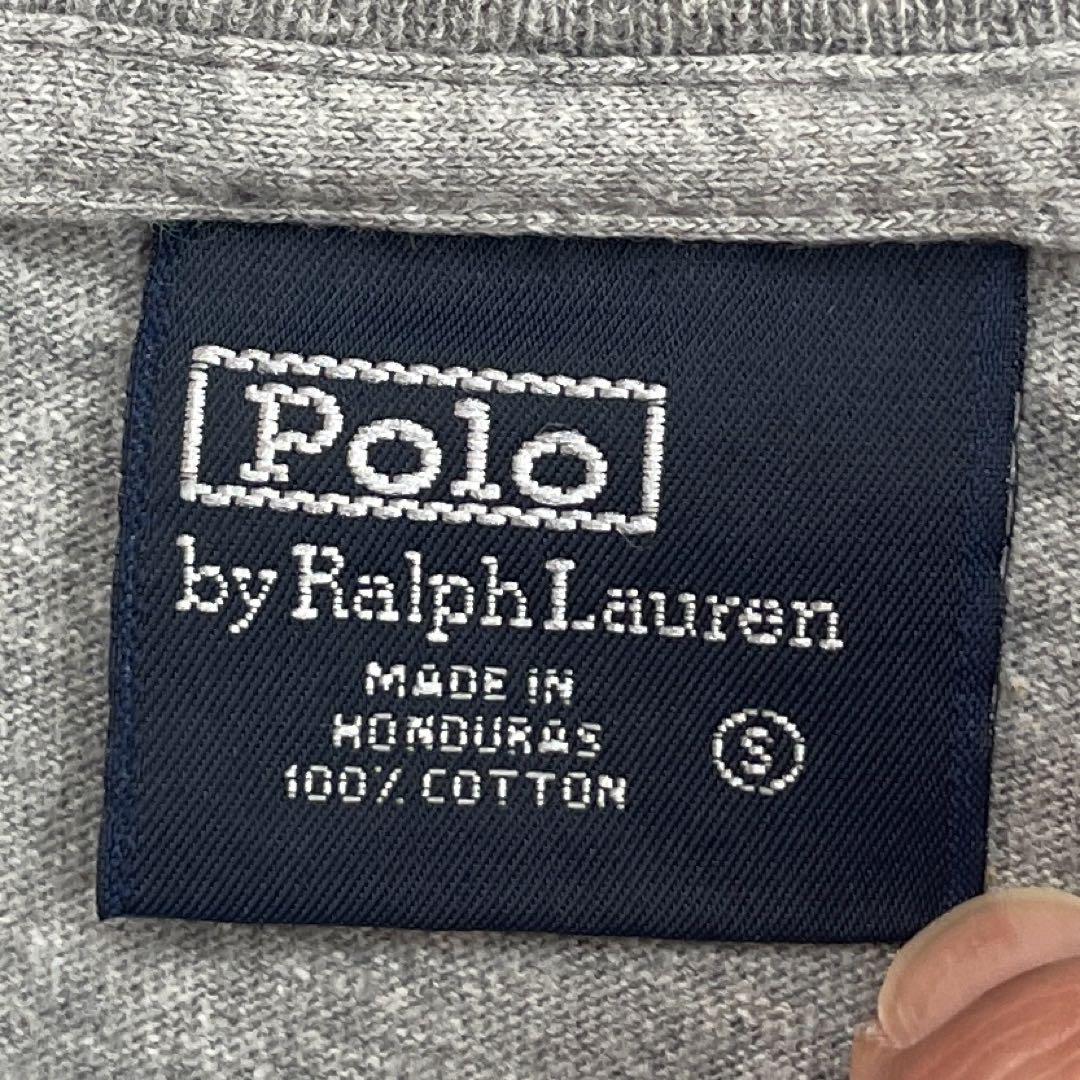 Polo
by Ralph Lauren
MADE IN
HONDURAS
100% COTTON
S